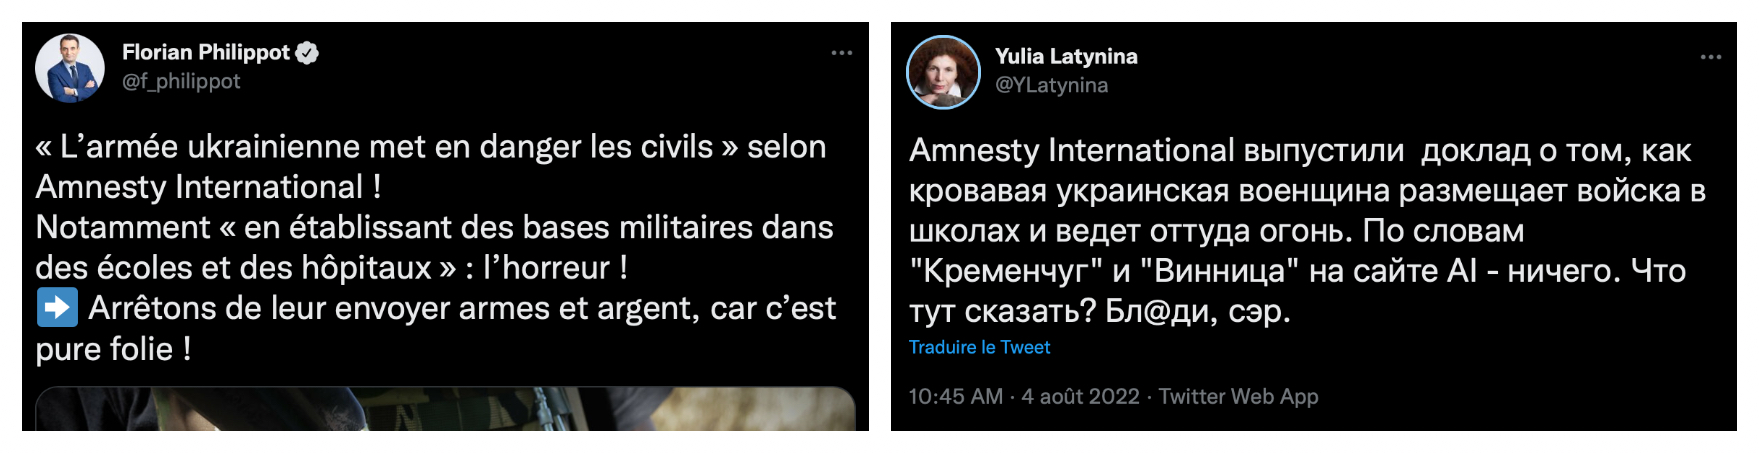 Florian Philippot
@f_philippot
« L’armée ukrainienne met en danger les civils » selon
Amnesty International !
Notamment « en établissant des bases militaires dans
des écoles et des hôpitaux » : l’horreur !
➡️ Arrêtons de leur envoyer armes et argent, car c’est
pure folie !
Yulia Latynina
@YLatynina
Amnesty International выпустили  доклад о том, как
кровавая украинская военщина размещает войска в
школах и ведет оттуда огонь. По словам
"Кременчуг" и "Винница" на сайте AI - ничего. Что
тут сказать? Бл@ди, сэр.
Traduire le Tweet
10:45 AM · 4 août 2022 · Twitter Web App